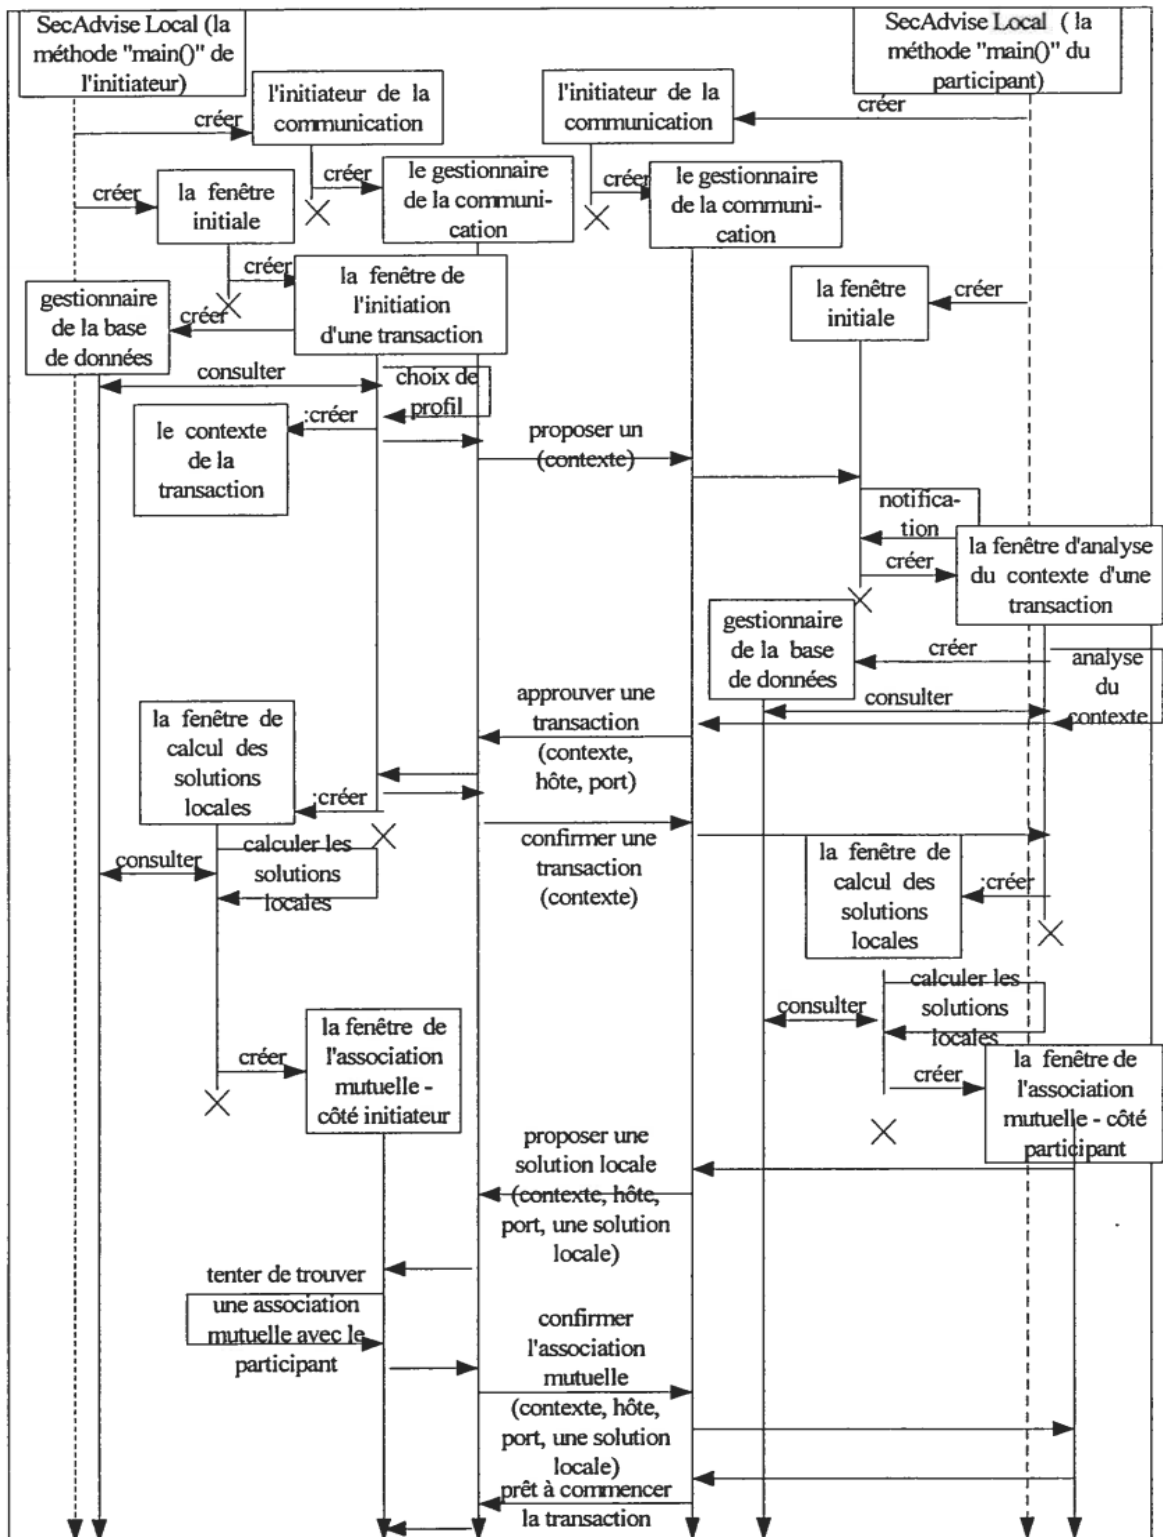 SecAdvise Local (la
méthode "main()" de
l'initiateur)
SecAdvise Local ( la
méthode "main()" du
participant)
l'initiateur de la
communication
l'initiateur de la
communication
créer
créer
la fenêtre
initiale
créer
créer
le gestionnaire
de la communi-
cation
créer
le gestionnaire
de la communi-
cation
créer
la fenêtre de
l'initiation
d'une transaction
gestionnaire
de la base
de données
créer
la fenêtre
initiale
créer
consulter
choix de
profil
:créer
le contexte
de la
transaction
proposer un
(contexte)
notifica-
tion
créer
la fenêtre d'analyse
du contexte d'une
transaction
gestionnaire
de la base
de données
créer
analyse
du
contexte
consulter
approuver une
transaction
(contexte,
hôte, port)
la fenêtre de
calcul des
solutions
locales
:créer
confirmer une
transaction
(contexte)
consulter
calculer les
solutions
locales
la fenêtre de
calcul des
solutions
locales
:créer
calculer les
solutions
locales
consulter
créer
la fenêtre de
l'association
mutuelle -
côté initiateur
créer
la fenêtre de
l'association
mutuelle - côté
participant
proposer une
solution locale
(contexte, hôte,
port, une solution
locale)
tenter de trouver
une association
mutuelle avec le
participant
confirmer
l'association
mutuelle
(contexte, hôte,
port, une solution
locale)
prêt à commencer
la transaction